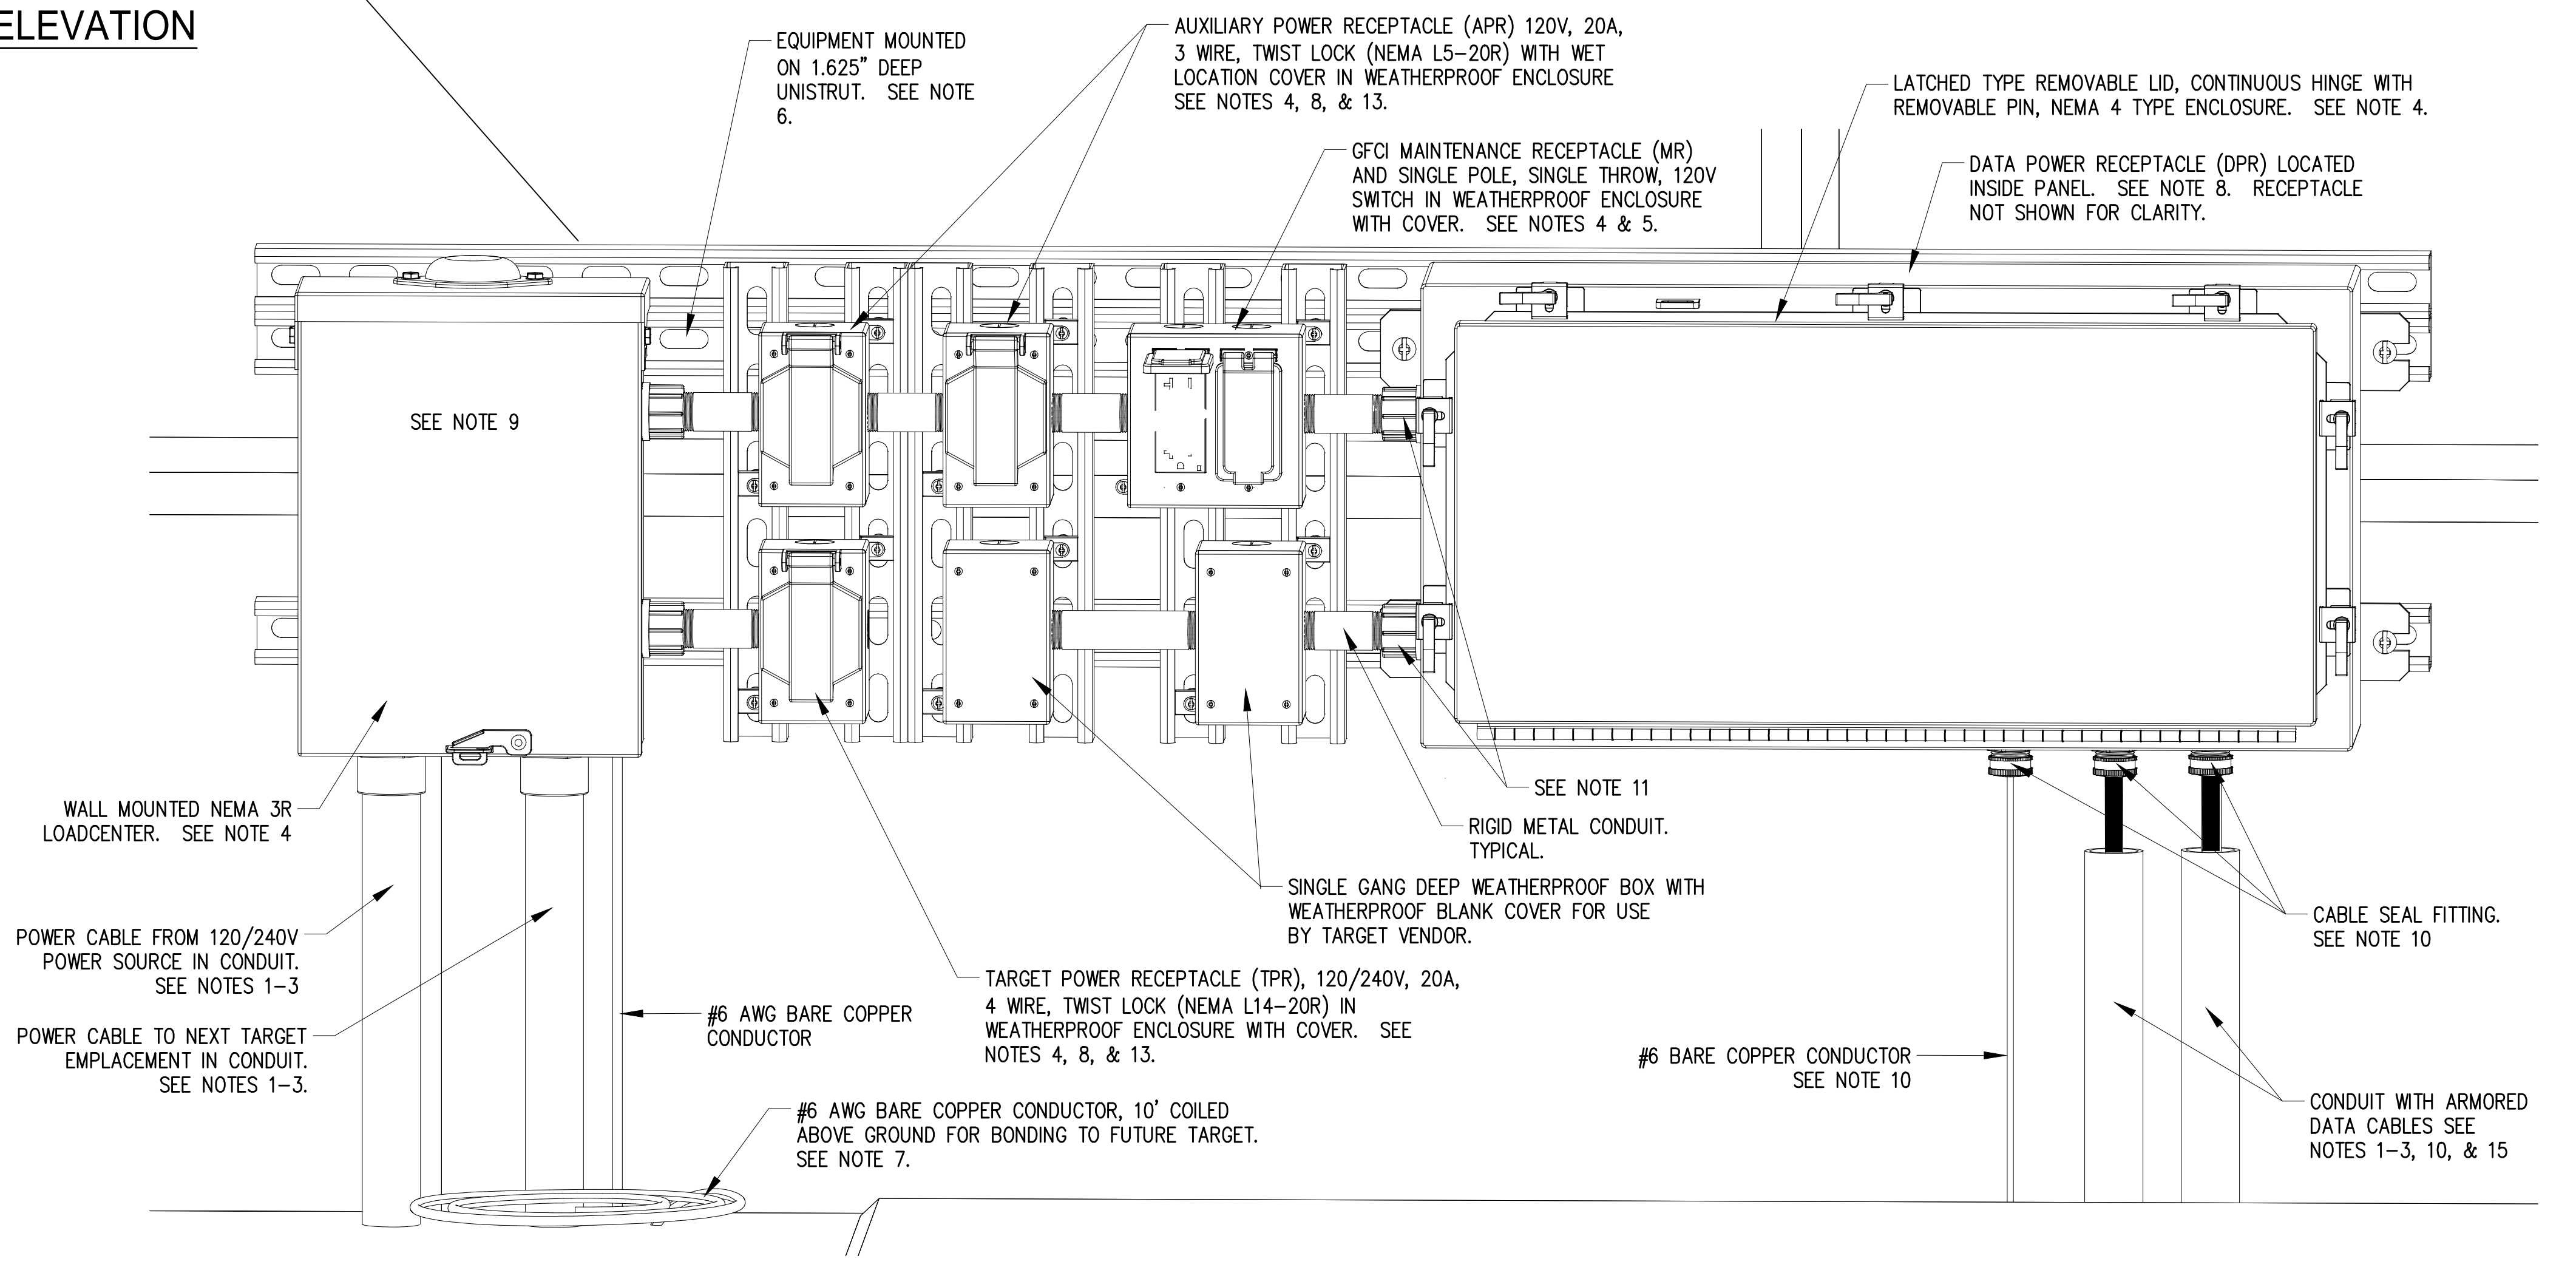 ELEVATION
EQUIPMENT MOUNTED
ON 1.625" DEEP
UNISTRUT. SEE NOTE
6.
AUXILIARY POWER RECEPTACLE (APR) 120V, 20A,
3 WIRE, TWIST LOCK (NEMA L5-20R) WITH WET
LOCATION COVER IN WEATHERPROOF ENCLOSURE
SEE NOTES 4, 8, & 13.
GFCI MAINTENANCE RECEPTACLE (MR)
AND SINGLE POLE, SINGLE THROW, 120V
SWITCH IN WEATHERPROOF ENCLOSURE
WITH COVER. SEE NOTES 4 & 5.
LATCHED TYPE REMOVABLE LID, CONTINUOUS HINGE WITH
REMOVABLE PIN, NEMA 4 TYPE ENCLOSURE. SEE NOTE 4.
DATA POWER RECEPTACLE (DPR) LOCATED
INSIDE PANEL. SEE NOTE 8. RECEPTACLE
NOT SHOWN FOR CLARITY.
SEE NOTE 9
WALL MOUNTED NEMA 3R
LOADCENTER. SEE NOTE 4
POWER CABLE FROM 120/240V
POWER SOURCE IN CONDUIT.
SEE NOTES 1-3
POWER CABLE TO NEXT TARGET
EMPLACEMENT IN CONDUIT.
SEE NOTES 1-3.
#6 AWG BARE COPPER
CONDUCTOR
#6 AWG BARE COPPER CONDUCTOR, 10' COILED
ABOVE GROUND FOR BONDING TO FUTURE TARGET.
SEE NOTE 7.
TARGET POWER RECEPTACLE (TPR), 120/240V, 20A,
4 WIRE, TWIST LOCK (NEMA L14-20R) IN
WEATHERPROOF ENCLOSURE WITH COVER. SEE
NOTES 4, 8, & 13.
SEE NOTE 11
RIGID METAL CONDUIT.
TYPICAL.
SINGLE GANG DEEP WEATHERPROOF BOX WITH
WEATHERPROOF BLANK COVER FOR USE
BY TARGET VENDOR.
CABLE SEAL FITTING.
SEE NOTE 10
#6 BARE COPPER CONDUCTOR
SEE NOTE 10
CONDUIT WITH ARMORED
DATA CABLES SEE
NOTES 1-3, 10, & 15